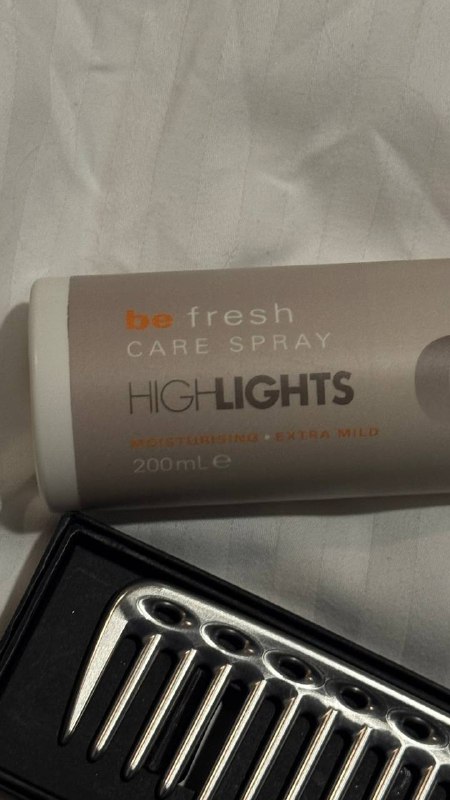 be fresh
CARE SPRAY
HIGHLIGHTS
MOISTURISING • EXTRA MILD
200mL ℮